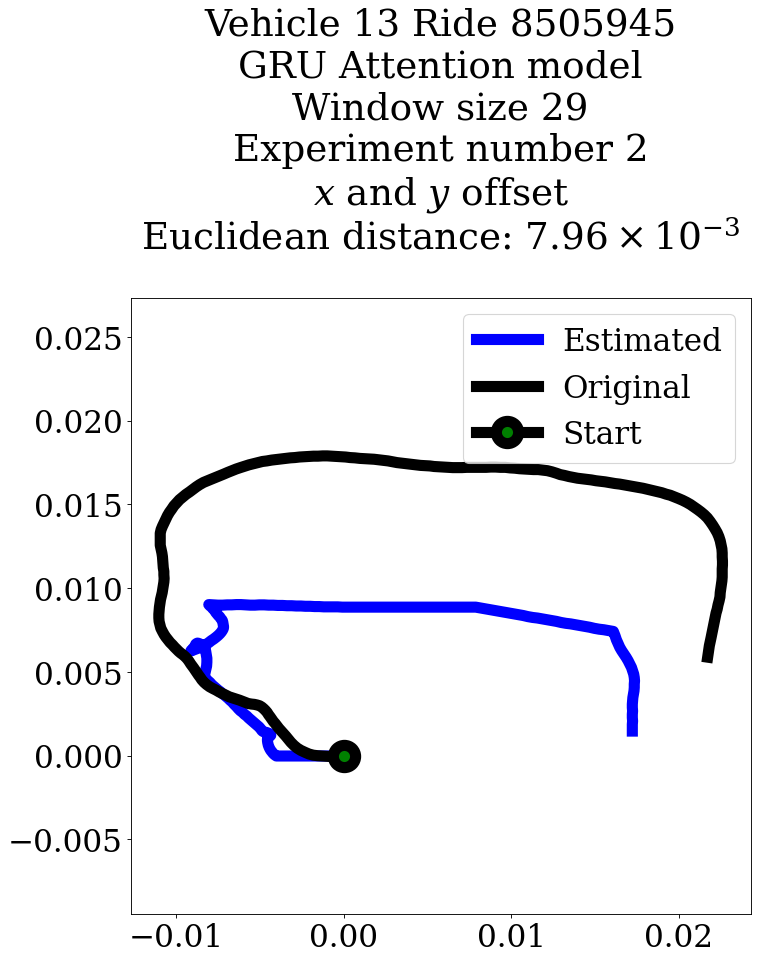 Vehicle 13 Ride 8505945
GRU Attention model
Window size 29
Experiment number 2
x and y offset
Euclidean distance: 7.96 × 10⁻³
Estimated
Original
Start
0.025
0.020
0.015
0.010
0.005
0.000
−0.005
−0.01
0.00
0.01
0.02